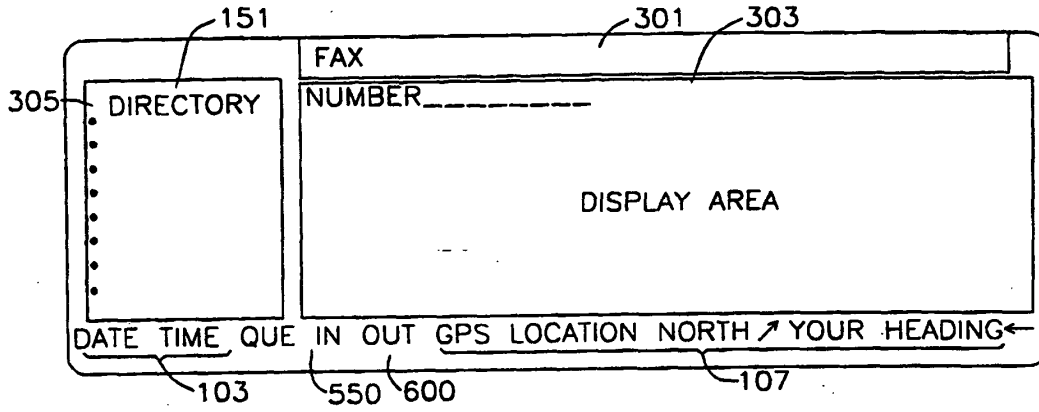 151
301
303
FAX
305
DIRECTORY
NUMBER________
DISPLAY AREA
DATE TIME QUE IN OUT GPS LOCATION NORTH ↗ YOUR HEADING←
103
550
600
107